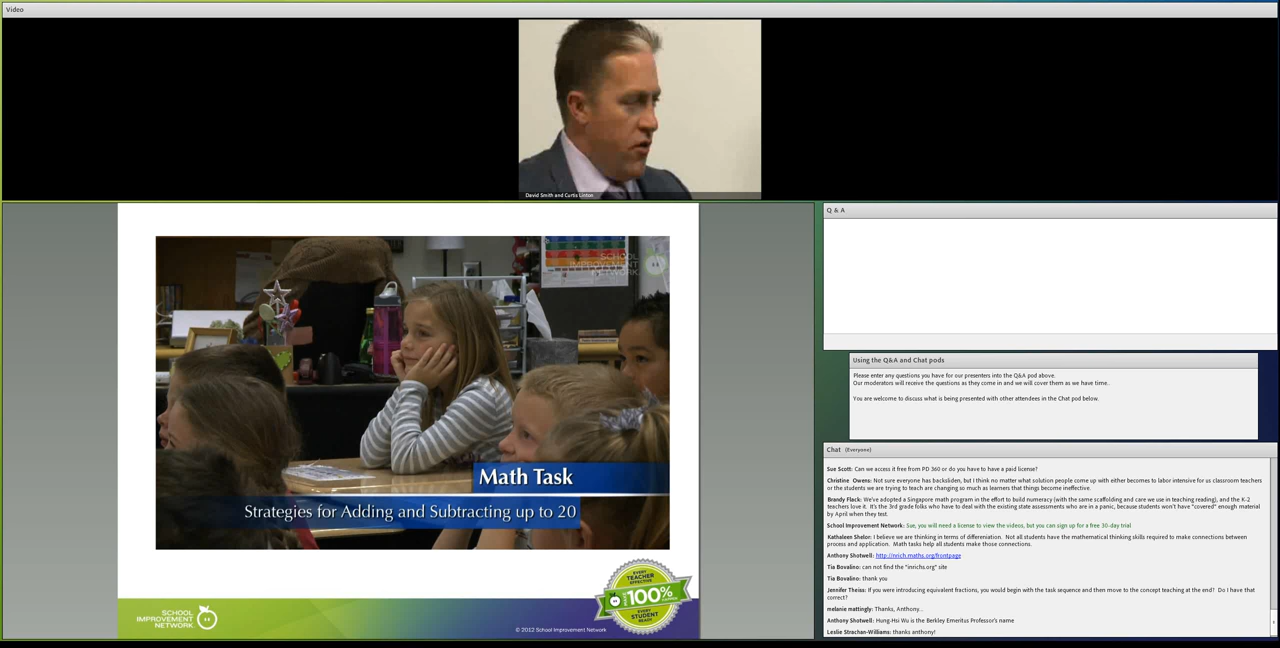 Video
David Smith and Curtis Linton
SCHOOL
IMPROVEMENT
NETWORK
Math Task
Strategies for Adding and Subtracting up to 20
SCHOOL
IMPROVEMENT
NETWORK
© 2012 School Improvement Network
EVERY
TEACHER
EFFECTIVE
100%
EVERY
STUDENT
READY
Q & A
Using the Q&A and Chat pods
Please enter any questions you have for our presenters into the Q&A pod above.
Our moderators will receive the questions as they come in and we will cover them as we have time..
You are welcome to discuss what is being presented with other attendees in the Chat pod below.
Chat (Everyone)
Sue Scott: Can we access it free from PD 360 or do you have to have a paid license?
Christine Owens: Not sure everyone has backsliden, but I think no matter what solution people come up with either becomes to labor intensive for us classroom teachers
or the students we are trying to teach are changing so much as learners that things become ineffective.
Brandy Flack: We've adopted a Singapore math program in the effort to build numeracy (with the same scaffolding and care we use in teaching reading), and the K-2
teachers love it. It's the 3rd grade folks who have to deal with the existing state assessments who are in a panic, because students won't have "covered" enough material
by April when they test.
School Improvement Network: Sue, you will need a license to view the videos, but you can sign up for a free 30-day trial
Kathaleen Shelor: I believe we are thinking in terms of differentiation. Not all students have the mathematical thinking skills required to make connections between
process and application. Math tasks help all students make those connections.
Anthony Shotwell: http://nrich.maths.org/frontpage
Tia Bovalino: can not find the "inrichs.org" site
Tia Bovalino: thank you
Jennifer Theiss: If you were introducing equivalent fractions, you would begin with the task sequence and then move to the concept teaching at the end? Do I have that
correct?
melanie mattingly: Thanks, Anthony...
Anthony Shotwell: Hung-Hsi Wu is the Berkley Emeritus Professor's name
Leslie Strachan-Williams: thanks anthony!